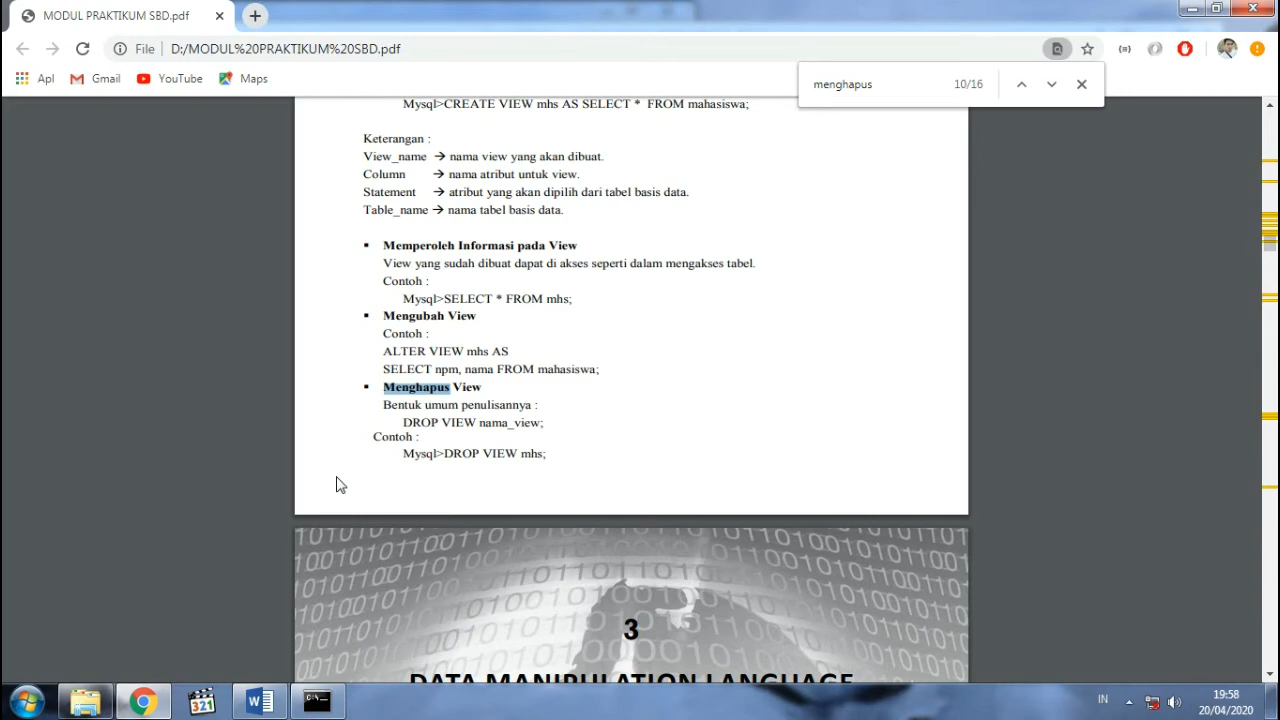 MODUL PRAKTIKUM SBD.pdf
File D:/MODUL%20PRAKTIKUM%20SBD.pdf
Apl Gmail YouTube Maps
menghapus 10/16
Mysql>CREATE VIEW mhs AS SELECT * FROM mahasiswa;
Keterangan :
View_name → nama view yang akan dibuat.
Column → nama atribut untuk view.
Statement → atribut yang akan dipilih dari tabel basis data.
Table_name → nama tabel basis data.
▪ Memperoleh Informasi pada View
View yang sudah dibuat dapat di akses seperti dalam mengakses tabel.
Contoh :
Mysql>SELECT * FROM mhs;
▪ Mengubah View
Contoh :
ALTER VIEW mhs AS
SELECT npm, nama FROM mahasiswa;
▪ Menghapus View
Bentuk umum penulisannya :
DROP VIEW nama_view;
Contoh :
Mysql>DROP VIEW mhs;
3
DATA MANIPULATION LANGUAGE
321
IN
19:58
20/04/2020